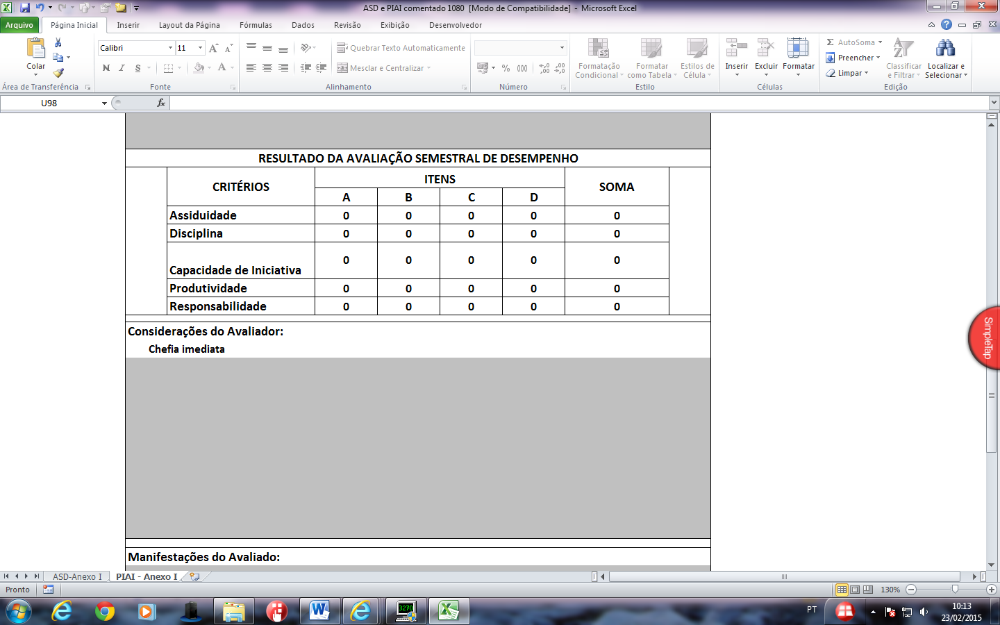 ASD e PIAI comentado 1080  [Modo de Compatibilidade]  -  Microsoft Excel
Arquivo Página Inicial Inserir Layout da Página Fórmulas Dados Revisão Exibição Desenvolvedor
Colar
Área de Transferência
Calibri 11
N I S
Fonte
Quebrar Texto Automaticamente
Mesclar e Centralizar
Alinhamento
% 000
Número
Formatação Condicional
Formatar como Tabela
Estilos de Célula
Estilo
Inserir Excluir Formatar
Células
Σ AutoSoma
Preencher
Limpar
Classificar e Filtrar
Localizar e Selecionar
Edição
U98 fx
RESULTADO DA AVALIAÇÃO SEMESTRAL DE DESEMPENHO
CRITÉRIOS ITENS SOMA
A B C D
Assiduidade 0 0 0 0 0
Disciplina 0 0 0 0 0
Capacidade de Iniciativa 0 0 0 0 0
Produtividade 0 0 0 0 0
Responsabilidade 0 0 0 0 0
Considerações do Avaliador:
Chefia imediata
SimpleTap
Manifestações do Avaliado:
ASD-Anexo I PIAI - Anexo I
Pronto 130%
3270
PT 10:13
23/02/2015